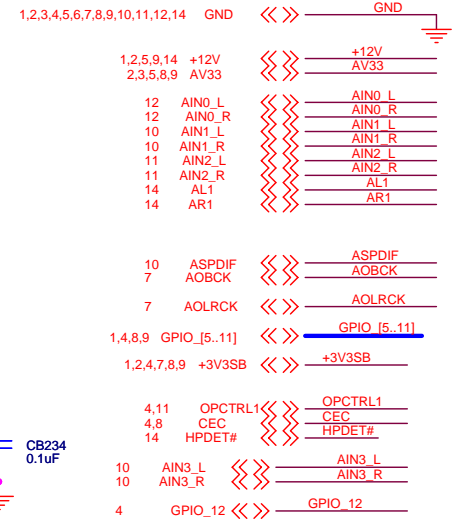 1,2,3,4,5,6,7,8,9,10,11,12,14 GND GND
1,2,5,9,14 +12V +12V
2,3,5,8,9 AV33 AV33
12 AIN0_L AIN0_L
12 AIN0_R AIN0_R
10 AIN1_L AIN1_L
10 AIN1_R AIN1_R
11 AIN2_L AIN2_L
11 AIN2_R AIN2_R
14 AL1 AL1
14 AR1 AR1
10 ASPDIF ASPDIF
7 AOBCK AOBCK
7 AOLRCK AOLRCK
1,4,8,9 GPIO_[5..11] GPIO_[5..11]
1,2,4,7,8,9 +3V3SB +3V3SB
4,11 OPCTRL1 OPCTRL1
4,8 CEC CEC
14 HPDET# HPDET#
CB234
0.1uF
10 AIN3_L AIN3_L
10 AIN3_R AIN3_R
4 GPIO_12 GPIO_12